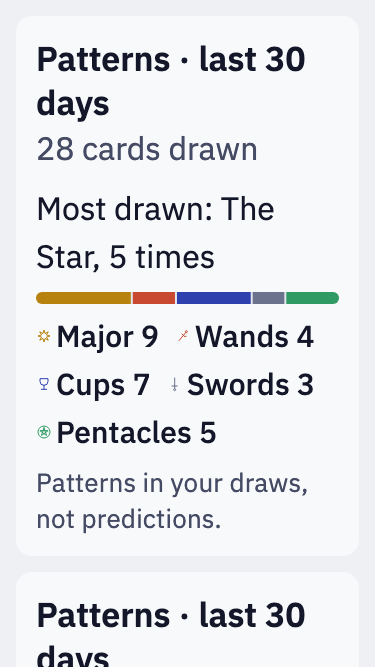 Patterns · last 30
days
28 cards drawn
Most drawn: The
Star, 5 times
Major 9 Wands 4
Cups 7 Swords 3
Pentacles 5
Patterns in your draws,
not predictions.
Patterns · last 30
days